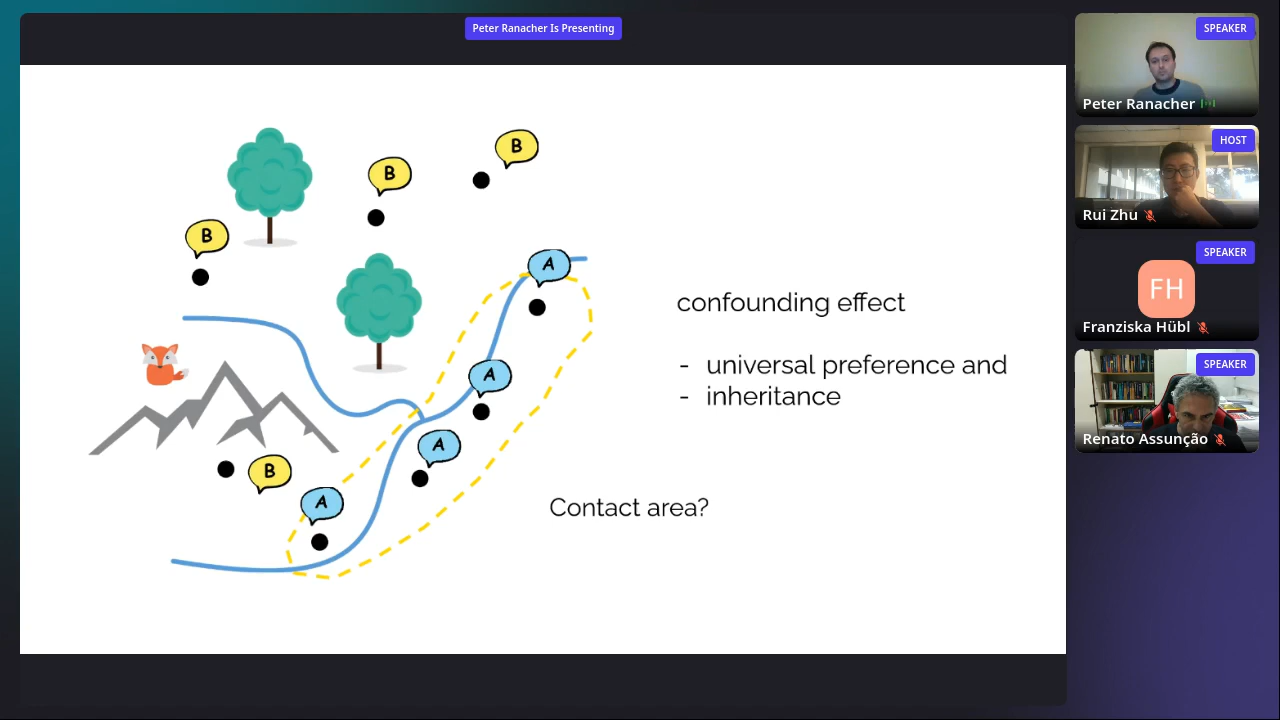 Peter Ranacher Is Presenting
B
B
B
A
A
A
B
A
confounding effect
- universal preference and
- inheritance
Contact area?
SPEAKER
Peter Ranacher
HOST
Rui Zhu
SPEAKER
FH
Franziska Hübl
SPEAKER
Renato Assunção